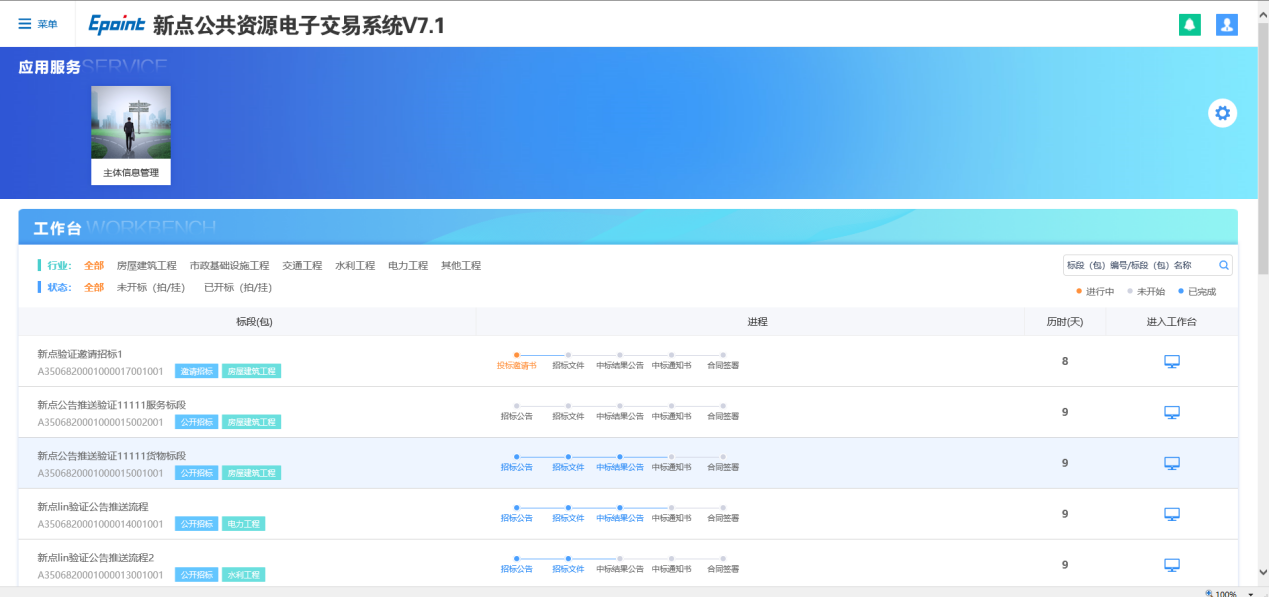 菜单
Epoint 新点公共资源电子交易系统V7.1
应用服务SERVICE
主体信息管理
工作台 WORKBENCH
行业: 全部 房屋建筑工程 市政基础设施工程 交通工程 水利工程 电力工程 其他工程
标段（包）编号/标段（包）名称
状态: 全部 未开标（拍/挂） 已开标（拍/挂）
进行中 未开始 已完成
标段(包) 进程 历时(天) 进入工作台
新点验证邀请招标1
A3506820001000017001001 邀请招标 房屋建筑工程
投标邀请书 招标文件 中标结果公告 中标通知书 合同签署
8
新点公告推送验证11111服务标段
A3506820001000015002001 公开招标 房屋建筑工程
招标公告 招标文件 中标结果公告 中标通知书 合同签署
9
新点公告推送验证11111货物标段
A3506820001000015001001 公开招标 房屋建筑工程
招标公告 招标文件 中标结果公告 中标通知书 合同签署
9
新点lin验证公告推送流程
A3506820001000014001001 公开招标 电力工程
招标公告 招标文件 中标结果公告 中标通知书 合同签署
9
新点lin验证公告推送流程2
A3506820001000013001001 公开招标 水利工程
招标公告 招标文件 中标结果公告 中标通知书 合同签署
9
100%